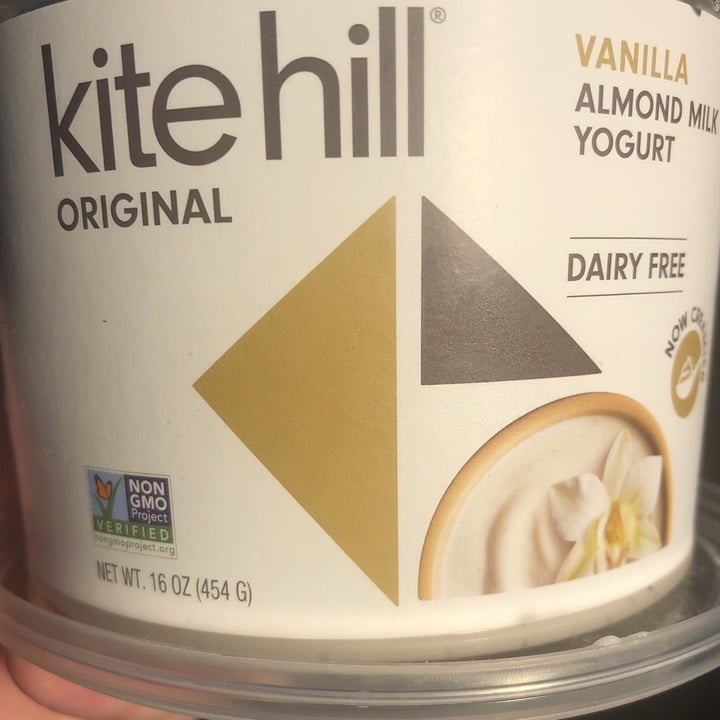 kite hill®
ORIGINAL
VANILLA
ALMOND MILK
YOGURT
DAIRY FREE
NOW
NON
GMO
Project
VERIFIED
nongmoproject.org
NET WT. 16 OZ (454 G)